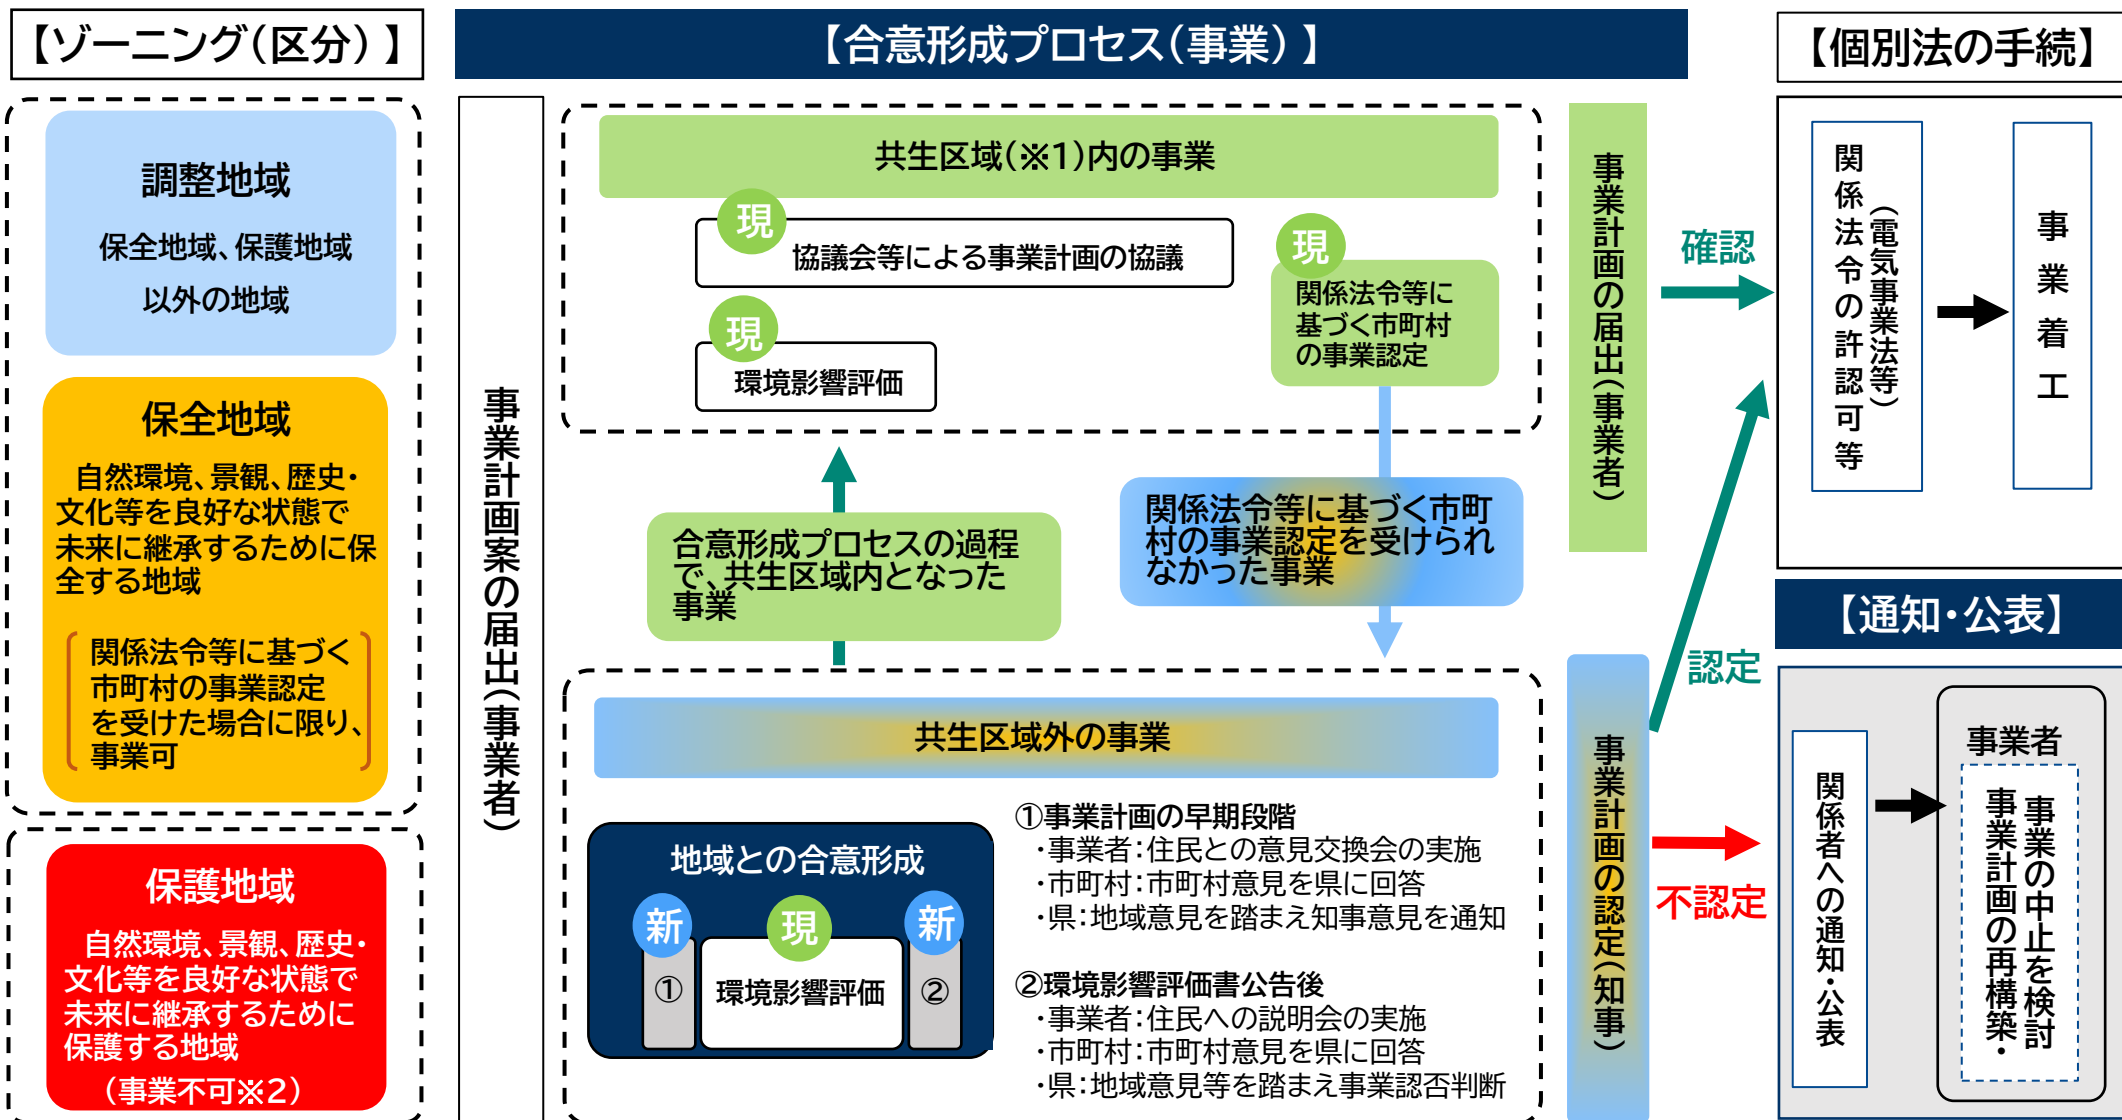 【ゾーニング(区分)】
調整地域
保全地域、保護地域
以外の地域
保全地域
自然環境、景観、歴史・
文化等を良好な状態で
未来に継承するために保
全する地域
関係法令等に基づく
市町村の事業認定
を受けた場合に限り、
事業可
保護地域
自然環境、景観、歴史・
文化等を良好な状態で
未来に継承するために
保護する地域
(事業不可※2)
【合意形成プロセス(事業)】
事業計画案の届出(事業者)
共生区域(※1)内の事業
現
協議会等による事業計画の協議
現
環境影響評価
現
関係法令等に
基づく市町村
の事業認定
合意形成プロセスの過程
で、共生区域内となった
事業
関係法令等に基づく市町
村の事業認定を受けられ
なかった事業
共生区域外の事業
地域との合意形成
新
現
新
①
環境影響評価
②
①事業計画の早期段階
・事業者:住民との意見交換会の実施
・市町村:市町村意見を県に回答
・県:地域意見を踏まえ知事意見を通知
②環境影響評価書公告後
・事業者:住民への説明会の実施
・市町村:市町村意見を県に回答
・県:地域意見等を踏まえ事業認否判断
事業計画の届出(事業者)
確認
事業計画の認定(知事)
認定
不認定
【個別法の手続】
関係法令の許認可等
(電気事業法等)
事業着工
【通知・公表】
関係者への通知・公表
事業者
事業の中止を検討
事業計画の再構築・